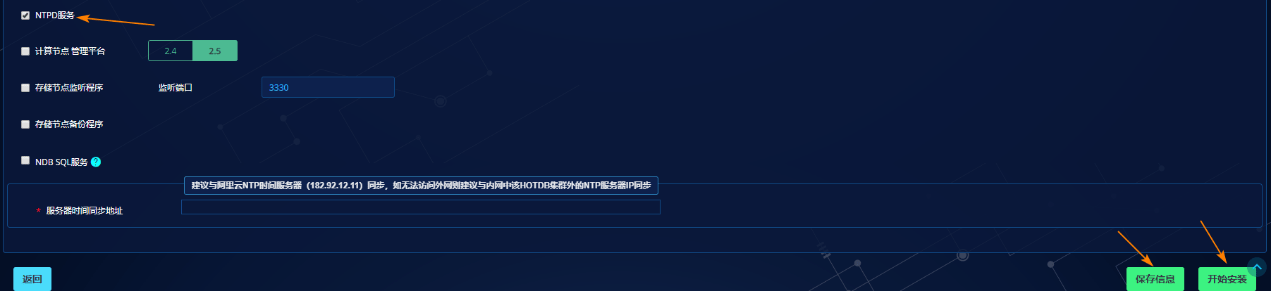 NTPD服务
计算节点 管理平台 2.4 2.5
存储节点监听程序 监听端口 3330
存储节点备份程序
NDB SQL服务 ?
建议与阿里云NTP时间服务器（182.92.12.11）同步，如无法访问外网则建议与内网中该HOTDB集群外的NTP服务器IP同步
* 服务器时间同步地址
返回 保存信息 开始安装